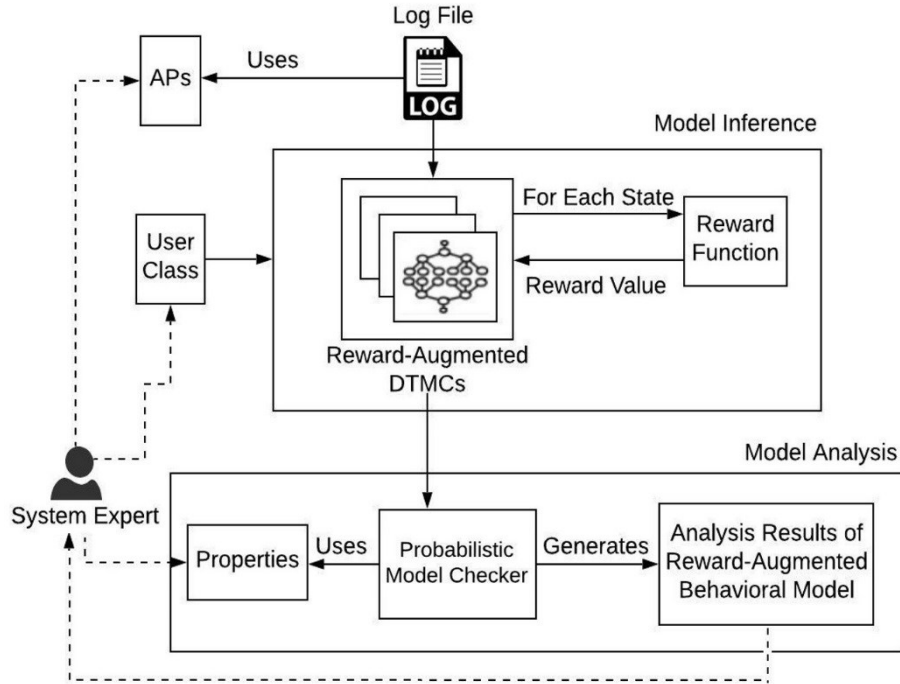 Log File
APs
Uses
LOG
Model Inference
For Each State
User
Class
Reward
Function
Reward Value
Reward-Augmented
DTMCs
Model Analysis
System Expert
Properties
Uses
Probabilistic
Model Checker
Generates
Analysis Results of
Reward-Augmented
Behavioral Model